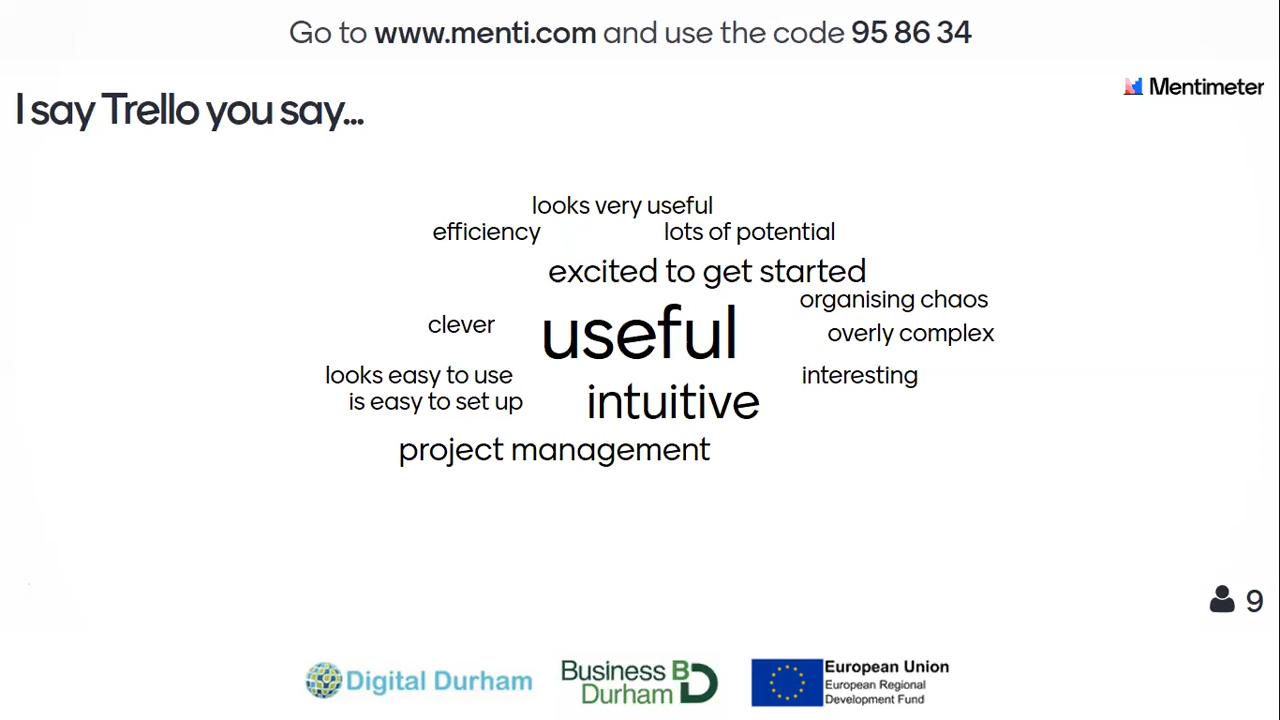 Go to www.menti.com and use the code 95 86 34
Mentimeter
I say Trello you say...
looks very useful
efficiency
lots of potential
excited to get started
organising chaos
clever
useful
overly complex
looks easy to use
interesting
is easy to set up
intuitive
project management
9
Digital Durham
Business
Durham
BD
European Union
European Regional
Development Fund